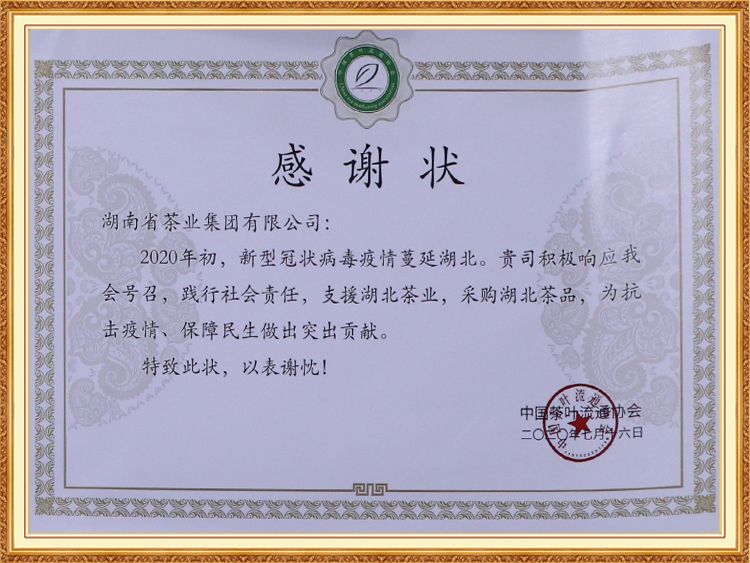 感谢状
湖南省茶业集团有限公司：
2020年初，新型冠状病毒疫情蔓延湖北。贵司积极响应我
会号召，践行社会责任，支援湖北茶业，采购湖北茶品，为抗
击疫情、保障民生做出突出贡献。
特致此状，以表谢忱！
中国茶叶流通协会
二〇二〇年七月十六日